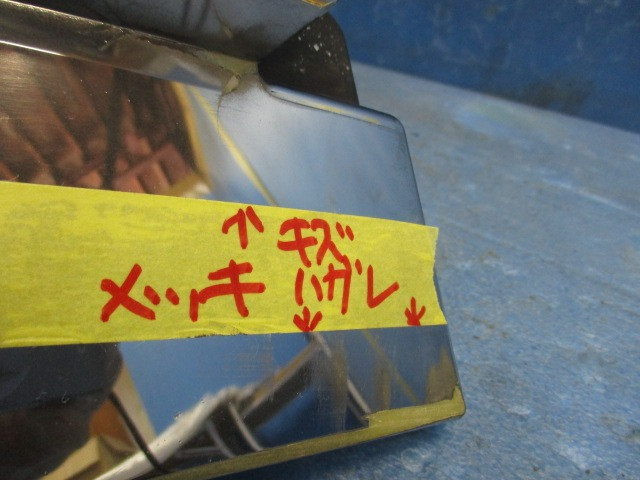 ↑キズ
メッキ ハガレ
↓ ↓